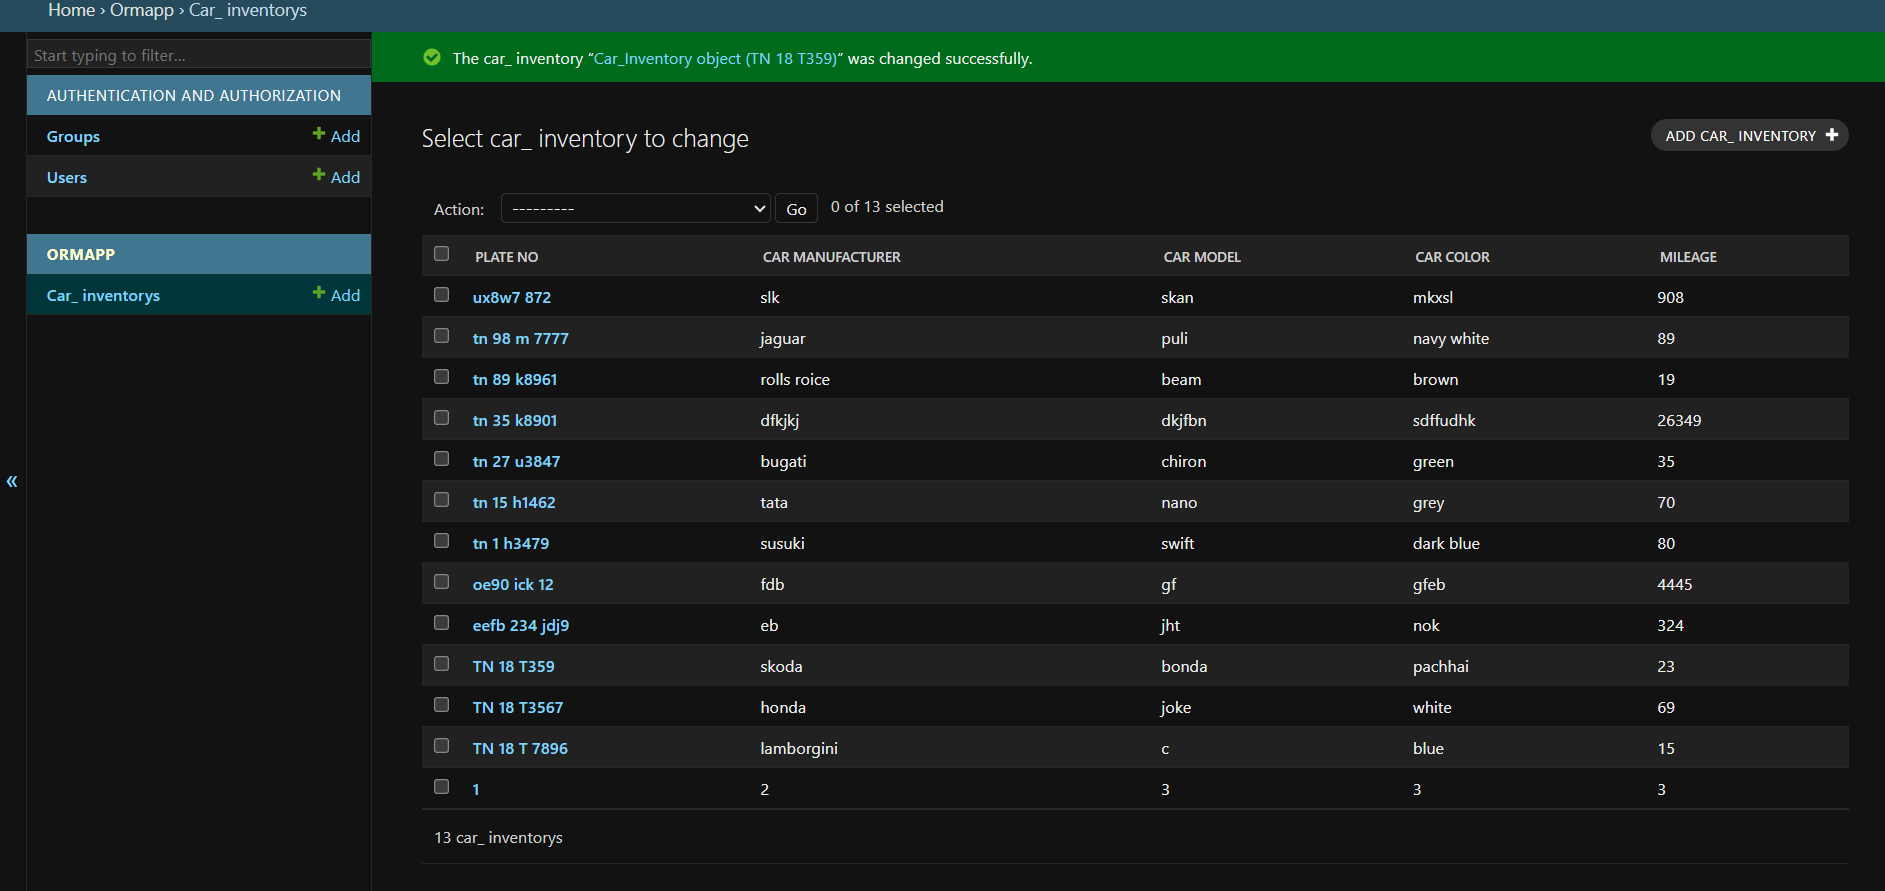 Home › Ormapp › Car_ inventorys
Start typing to filter...
AUTHENTICATION AND AUTHORIZATION
Groups + Add
Users + Add
ORMAPP
Car_ inventorys + Add
«
The car_ inventory “Car_Inventory object (TN 18 T359)” was changed successfully.
Select car_ inventory to change
ADD CAR_ INVENTORY +
Action: --------- Go 0 of 13 selected
PLATE NO CAR MANUFACTURER CAR MODEL CAR COLOR MILEAGE
ux8w7 872 slk skan mkxsl 908
tn 98 m 7777 jaguar puli navy white 89
tn 89 k8961 rolls roice beam brown 19
tn 35 k8901 dfkjkj dkjfbn sdffudhk 26349
tn 27 u3847 bugati chiron green 35
tn 15 h1462 tata nano grey 70
tn 1 h3479 susuki swift dark blue 80
oe90 ick 12 fdb gf gfeb 4445
eefb 234 jdj9 eb jht nok 324
TN 18 T359 skoda bonda pachhai 23
TN 18 T3567 honda joke white 69
TN 18 T 7896 lamborgini c blue 15
1 2 3 3 3
13 car_ inventorys